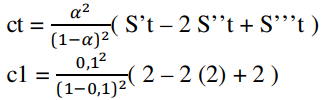 ct = α²/(1−α)² ( S’t – 2 S’’t + S’’’t )
c1 = 0,1²/(1−0,1)² ( 2 – 2 (2) + 2 )